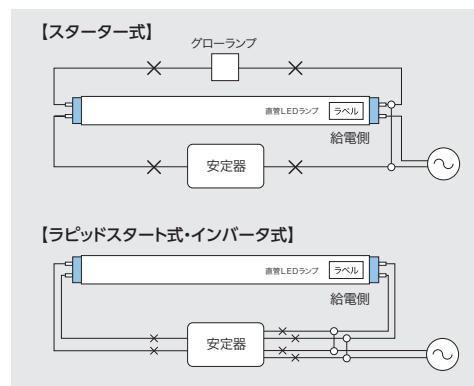 【スターター式】
グローランプ
直管LEDランプ ラベル
給電側
安定器
【ラピッドスタート式・インバータ式】
直管LEDランプ ラベル
給電側
安定器